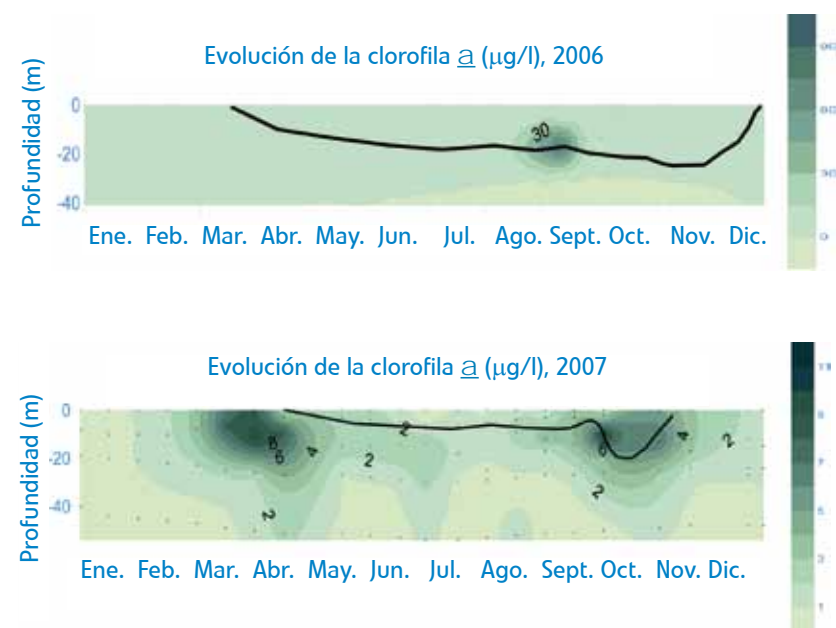 Evolución de la clorofila a (µg/l), 2006
Profundidad (m)
0
-20
-40
30
Ene. Feb. Mar. Abr. May. Jun. Jul. Ago. Sept. Oct. Nov. Dic.
Evolución de la clorofila a (µg/l), 2007
Profundidad (m)
0
-20
-40
8
6
4
2
2
2
6
2
4
2
Ene. Feb. Mar. Abr. May. Jun. Jul. Ago. Sept. Oct. Nov. Dic.